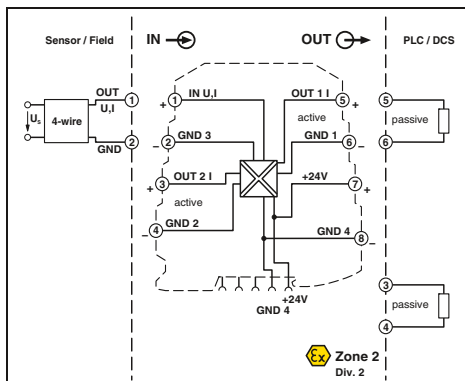 Sensor / Field
IN
OUT
PLC / DCS
OUT
U,I
1
GND
2
4-wire
Us
+ 1 IN U,I
− 2 GND 3
+ 3 OUT 2 I
active
− 4 GND 2
OUT 1 I 5 +
active
GND 1 6 −
+24V 7 +
GND 4 8 −
+24V
GND 4
5
passive
6
3
passive
4
Ex Zone 2
Div. 2